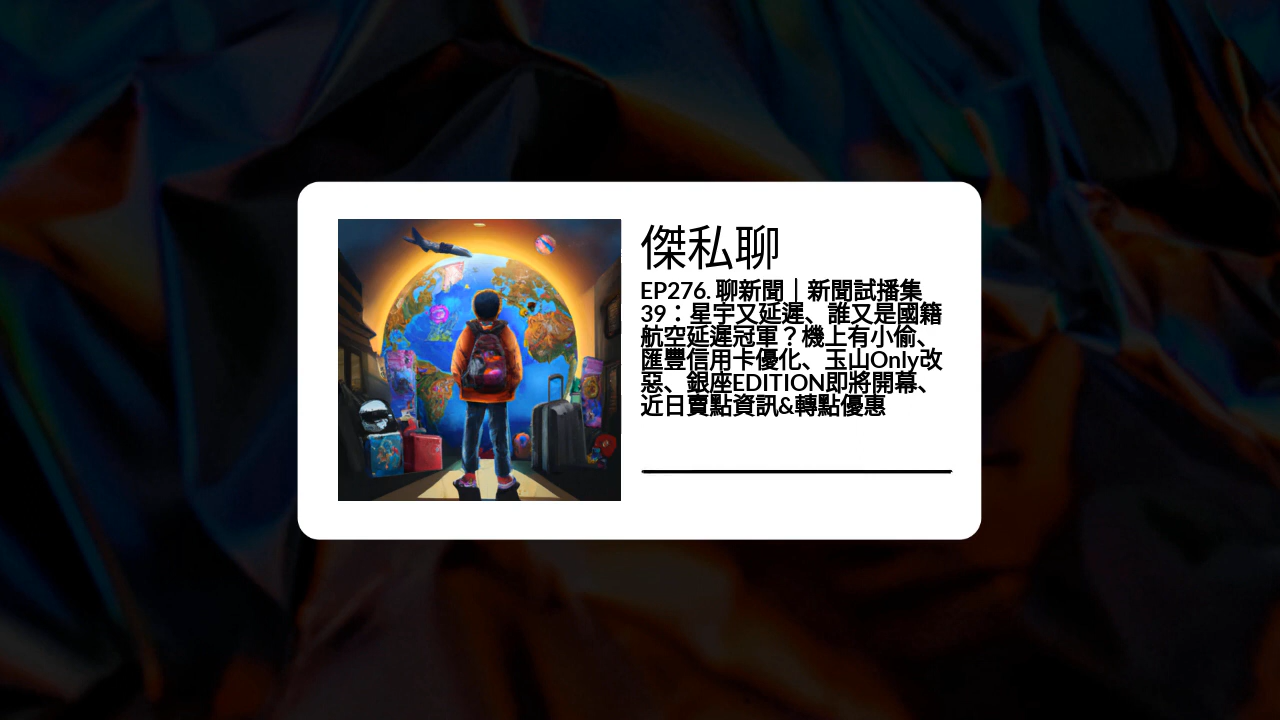 傑私聊
EP276. 聊新聞｜新聞試播集
39：星宇又延遲、誰又是國籍
航空延遲冠軍？機上有小偷、
匯豐信用卡優化、玉山Only改
惡、銀座EDITION即將開幕、
近日賣點資訊&轉點優惠